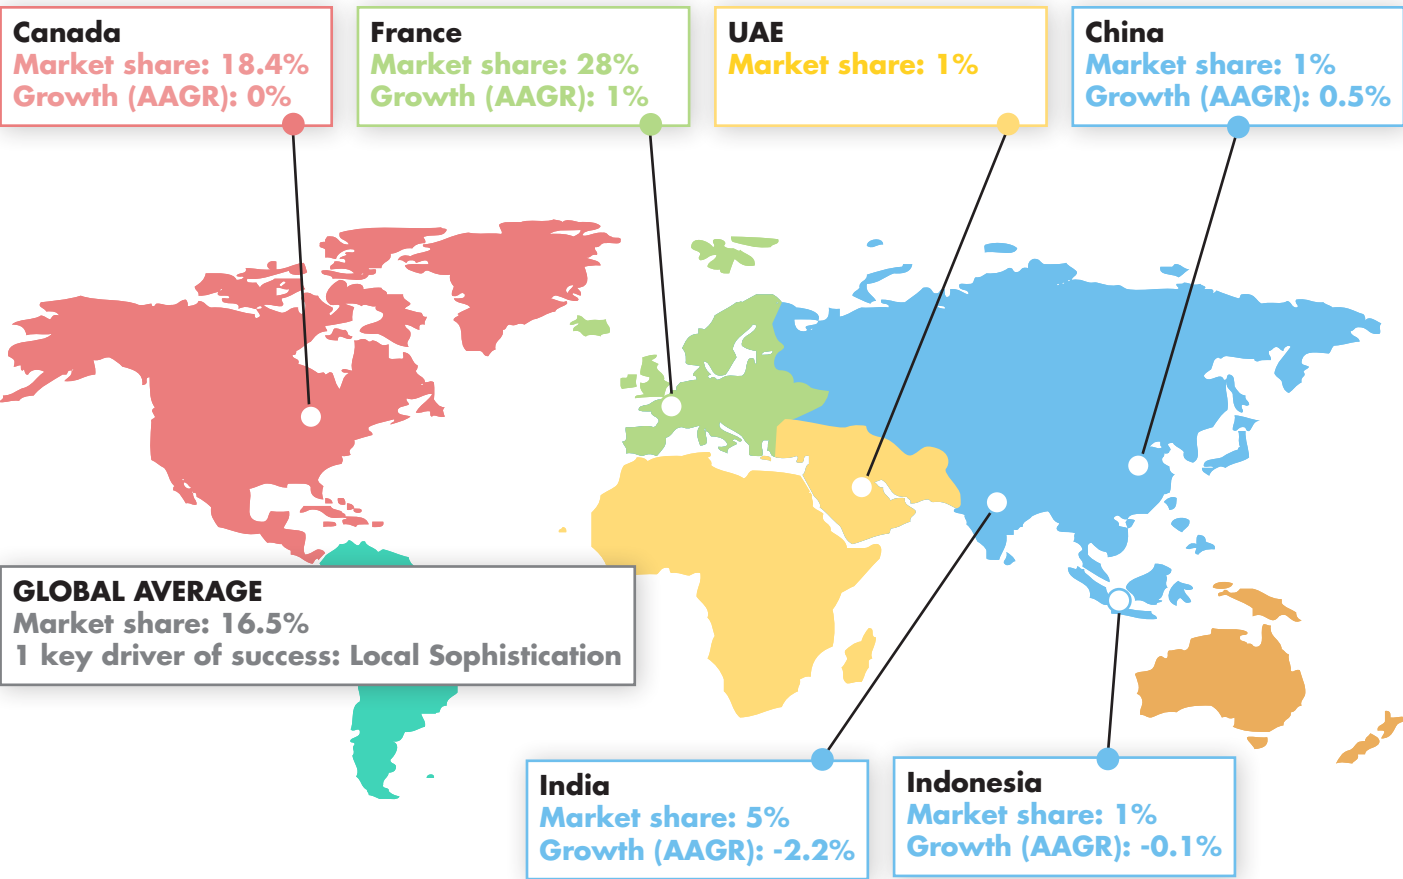 Canada
Market share: 18.4%
Growth (AAGR): 0%
France
Market share: 28%
Growth (AAGR): 1%
UAE
Market share: 1%
China
Market share: 1%
Growth (AAGR): 0.5%
GLOBAL AVERAGE
Market share: 16.5%
1 key driver of success: Local Sophistication
India
Market share: 5%
Growth (AAGR): -2.2%
Indonesia
Market share: 1%
Growth (AAGR): -0.1%